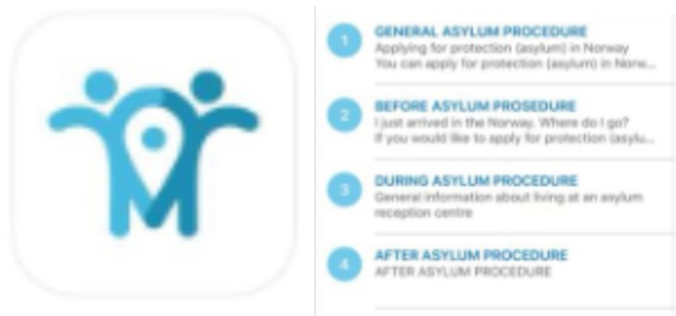 1
GENERAL ASYLUM PROCEDURE
Applying for protection (asylum) in Norway
You can apply for protection (asylum) in Norw...
2
BEFORE ASYLUM PROSEDURE
I just arrived in the Norway. Where do I go?
If you would like to apply for protection (asylu...
3
DURING ASYLUM PROCEDURE
General information about living at an asylum
reception centre
4
AFTER ASYLUM PROCEDURE
AFTER ASYLUM PROCEDURE